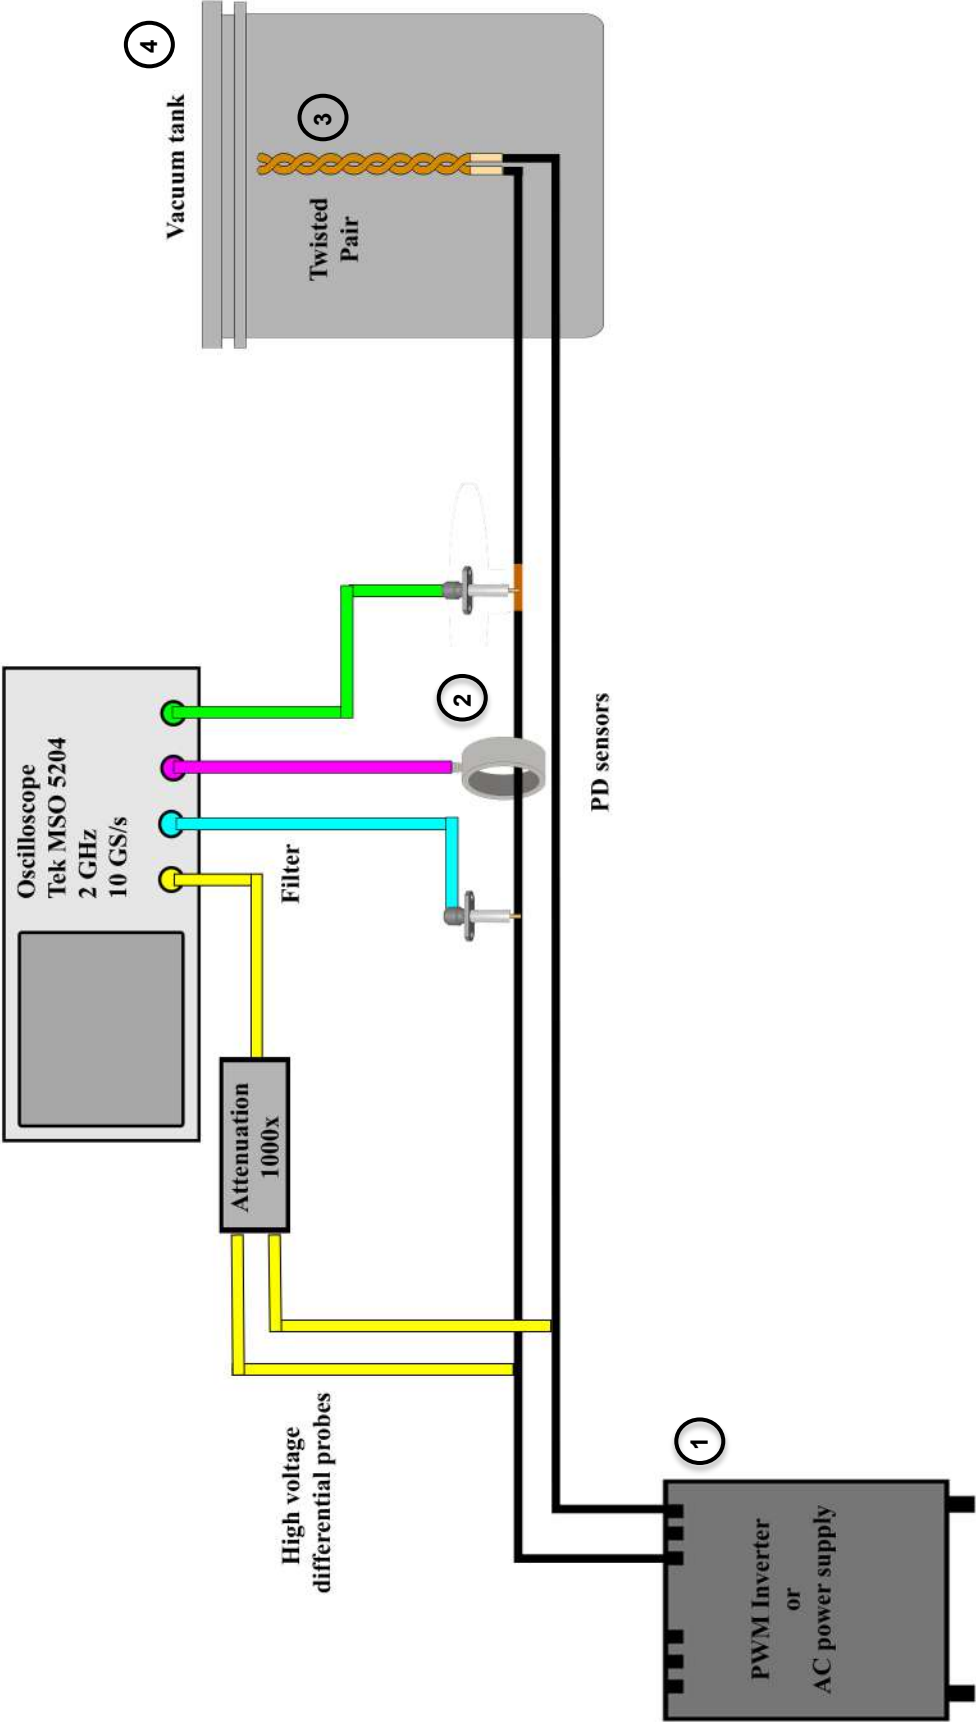 Oscilloscope
Tek MSO 5204
2 GHz
10 GS/s
Vacuum tank
4
3
Twisted
Pair
Attenuation
1000x
Filter
High voltage
differential probes
2
PD sensors
1
PWM Inverter
or
AC power supply